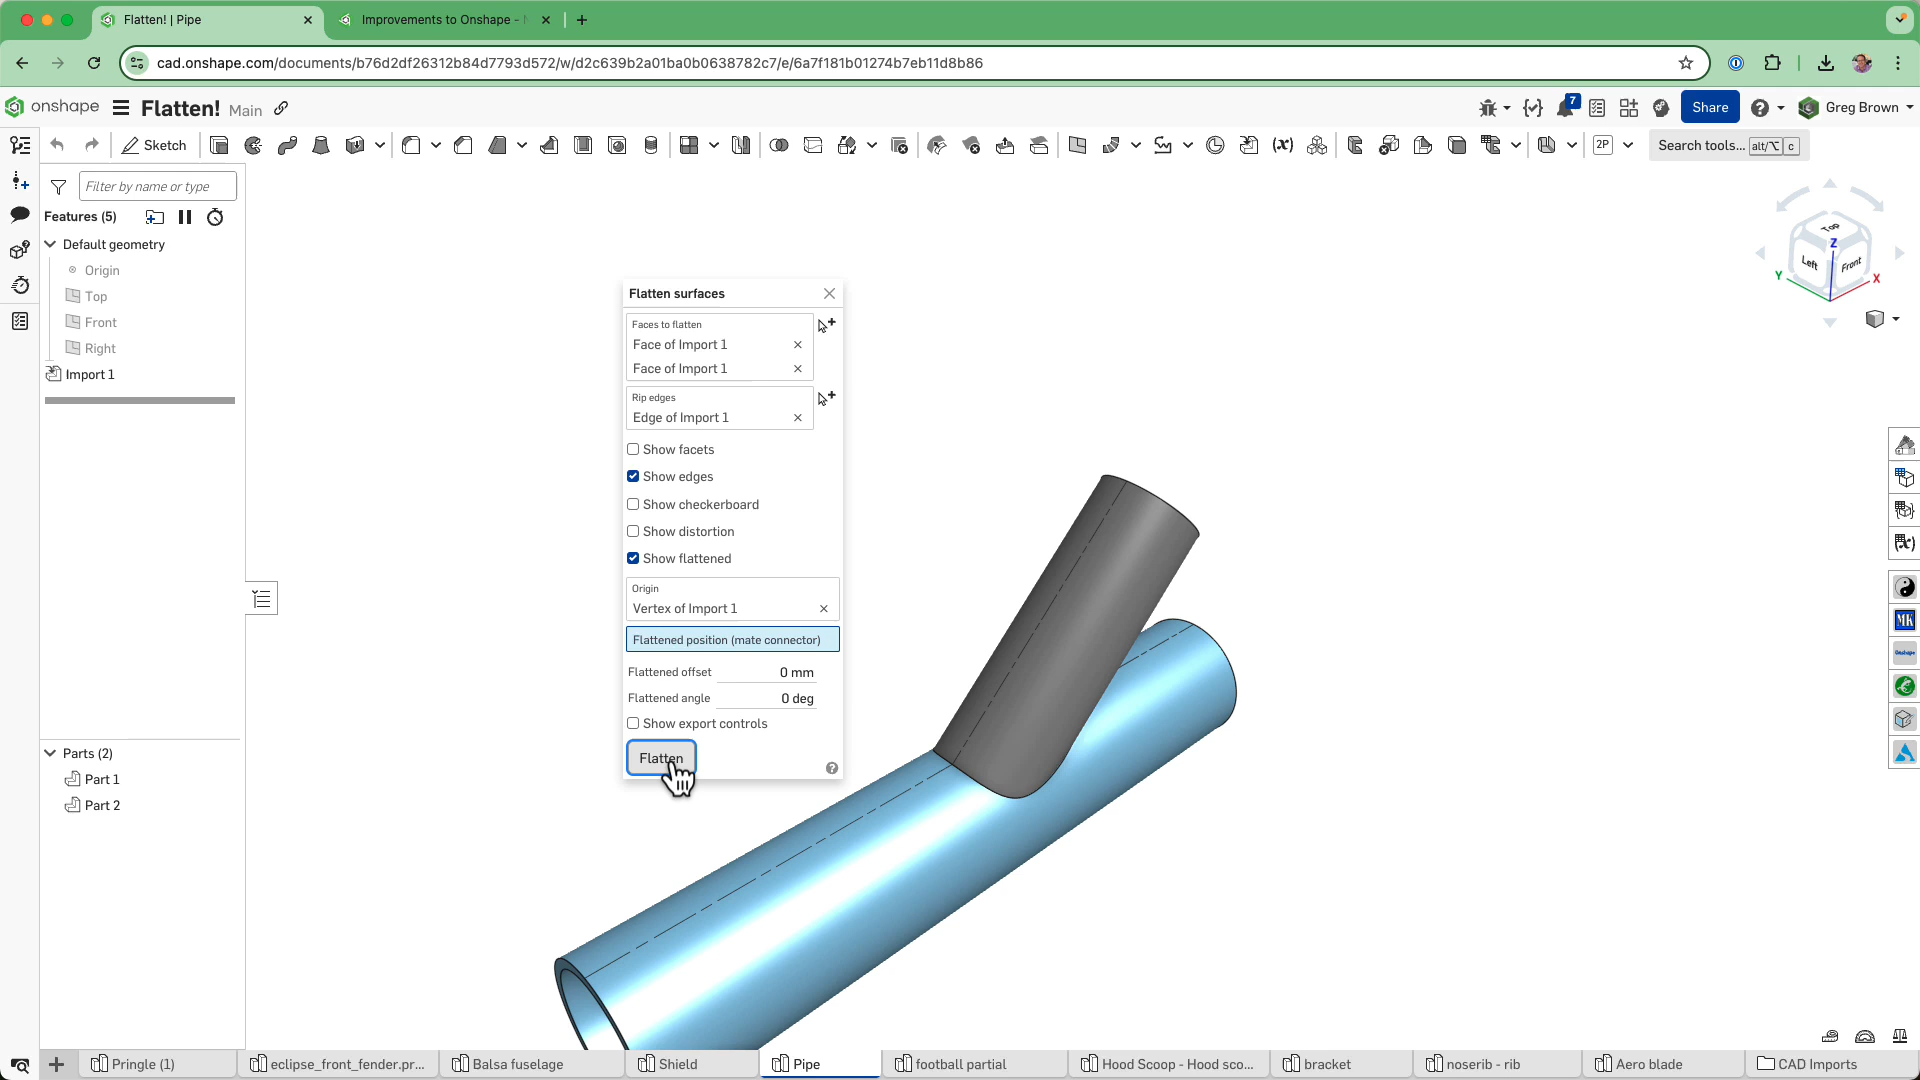 Flatten! | Pipe
Improvements to Onshape -
cad.onshape.com/documents/b76d2df26312b84d7793d572/w/d2c639b2a01ba0b0638782c7/e/6a7f181b01274b7eb11d8b86
onshape
Flatten!
Main
7
Share
Greg Brown
Sketch
(x)
2P
Search tools...
alt/⌥
c
Filter by name or type
Features (5)
Default geometry
Origin
Top
Front
Right
Import 1
Flatten surfaces
Faces to flatten
Face of Import 1
Face of Import 1
Rip edges
Edge of Import 1
Show facets
Show edges
Show checkerboard
Show distortion
Show flattened
Origin
Vertex of Import 1
Flattened position (mate connector)
Flattened offset
0 mm
Flattened angle
0 deg
Show export controls
Flatten
Top
Z
Left
Front
Y
X
(x)
MK
Onshape
Parts (2)
Part 1
Part 2
Pringle (1)
eclipse_front_fender.pr...
Balsa fuselage
Shield
Pipe
football partial
Hood Scoop - Hood sco...
bracket
noserib - rib
Aero blade
CAD Imports